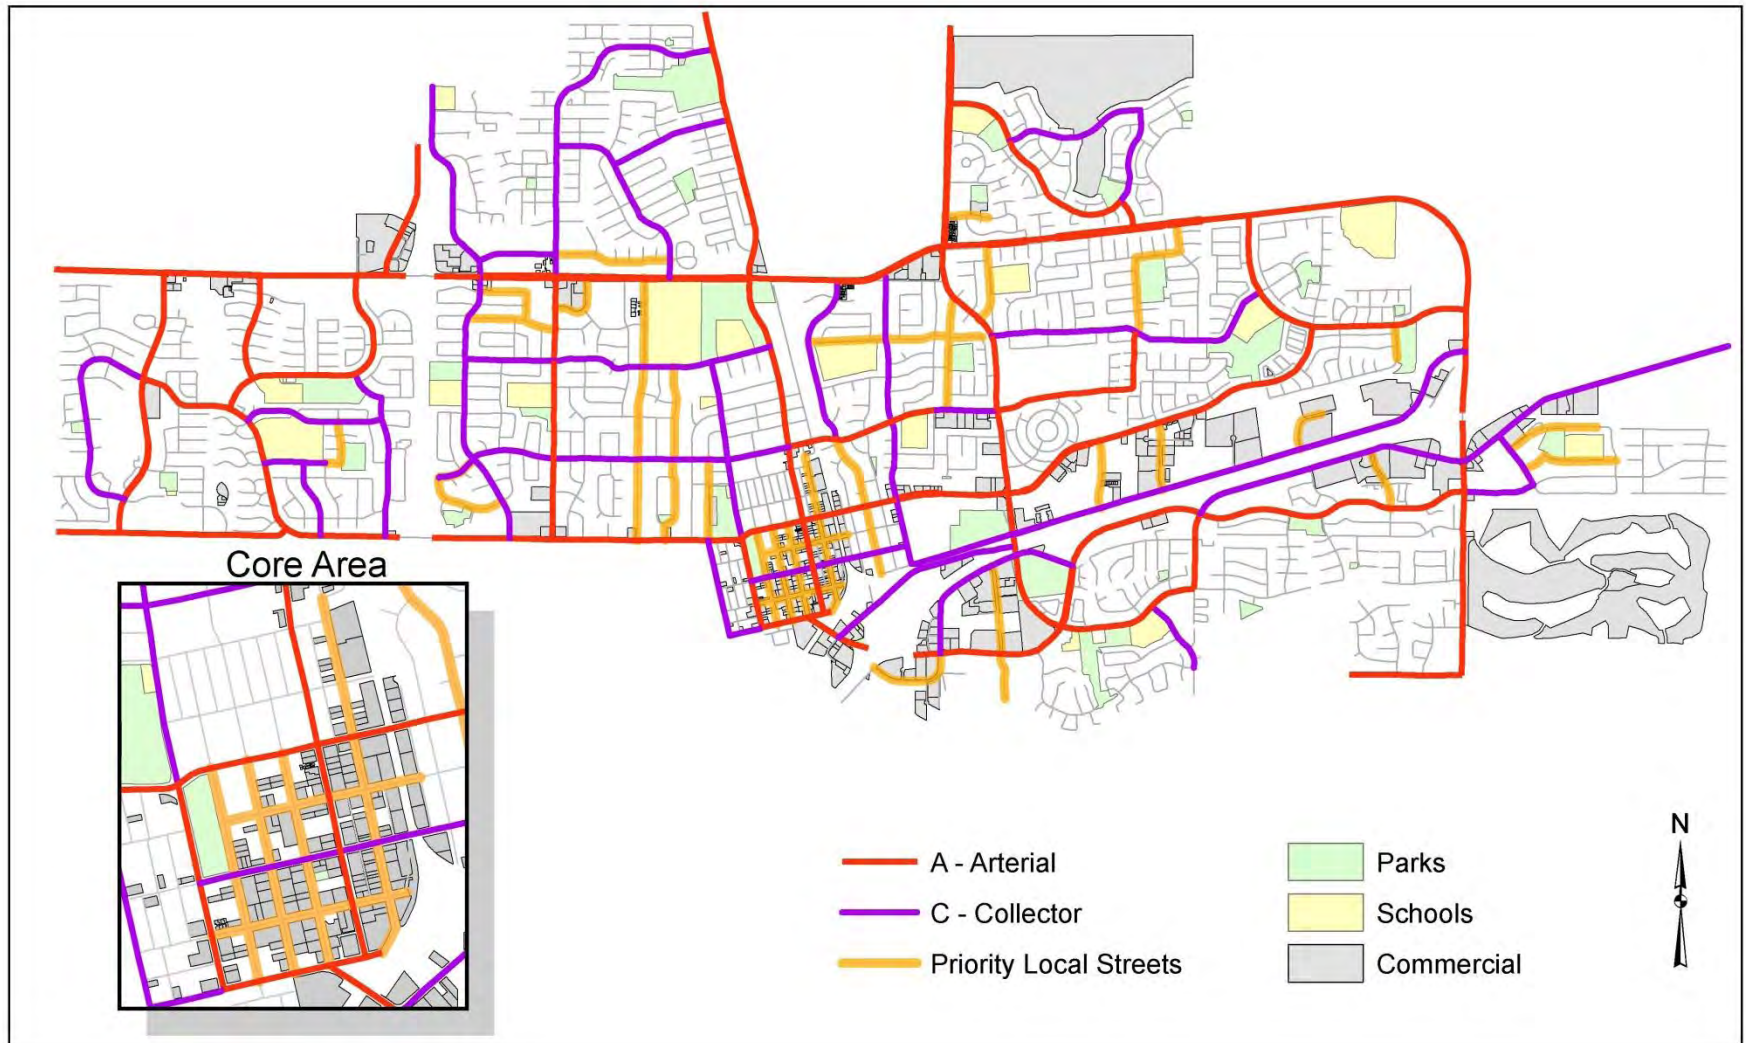 Core Area
A - Arterial
C - Collector
Priority Local Streets
Parks
Schools
Commercial
N